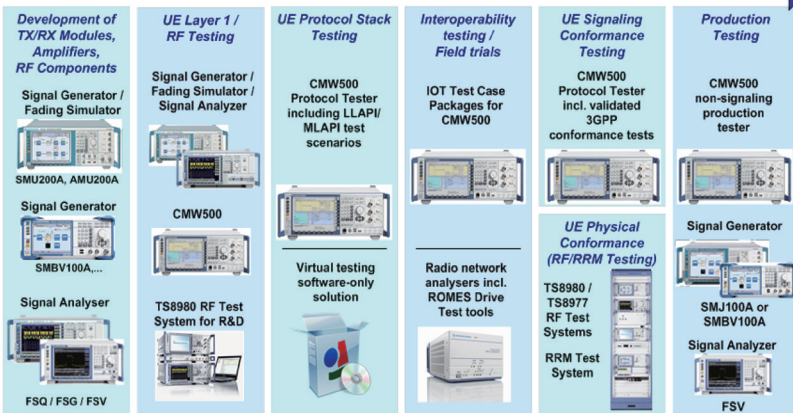 Development of
TX/RX Modules,
Amplifiers,
RF Components
Signal Generator /
Fading Simulator
SMU200A, AMU200A
Signal Generator
SMBV100A,...
Signal Analyser
FSQ / FSG / FSV
UE Layer 1 /
RF Testing
Signal Generator /
Fading Simulator /
Signal Analyzer
CMW500
TS8980 RF Test
System for R&D
UE Protocol Stack
Testing
CMW500
Protocol Tester
including LLAPI/
MLAPI test
scenarios
Virtual testing
software-only
solution
Interoperability
testing /
Field trials
IOT Test Case
Packages for
CMW500
Radio network
analysers incl.
ROMES Drive
Test tools
UE Signaling
Conformance
Testing
CMW500
Protocol Tester
incl. validated
3GPP
conformance tests
UE Physical
Conformance
(RF/RRM Testing)
TS8980 /
TS8977
RF Test
Systems
RRM Test
System
Production
Testing
CMW500
non-signaling
production
tester
Signal Generator
SMJ100A or
SMBV100A
Signal Analyzer
FSV